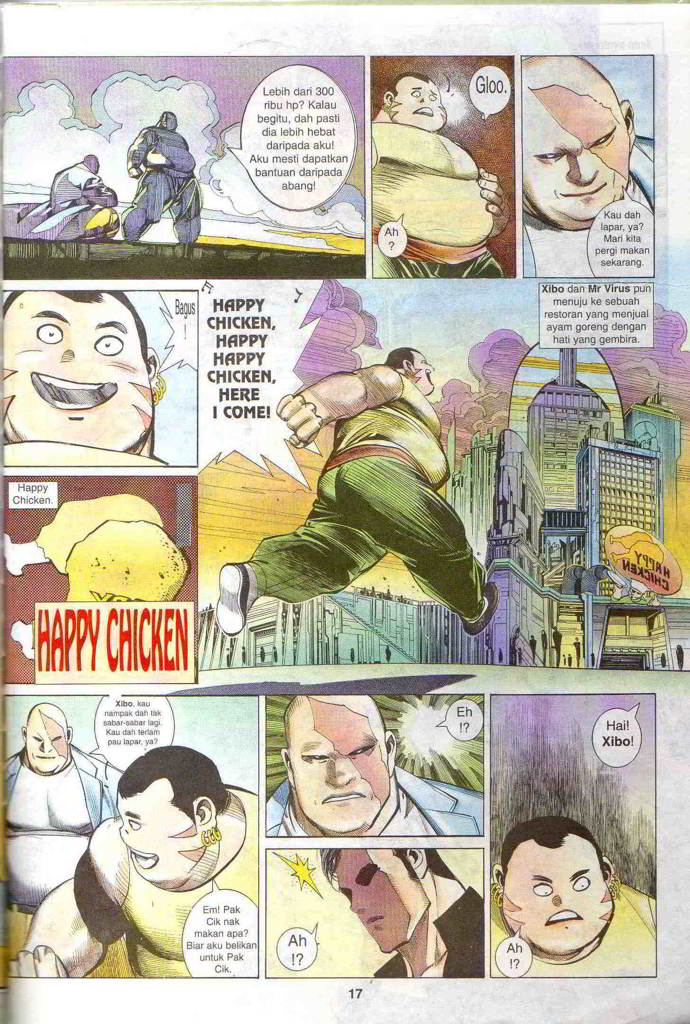 Lebih dari 300
ribu hp? Kalau
begitu, dah pasti
dia lebih hebat
daripada aku!
Aku mesti dapatkan
bantuan daripada
abang!
Gloo.
Ah
?
Kau dah
lapar, ya?
Mari kita
pergi makan
sekarang.
Bagus
!
HAPPY
CHICKEN,
HAPPY
HAPPY
CHICKEN,
HERE
I COME!
Xibo dan Mr Virus pun
menuju ke sebuah
restoran yang menjual
ayam goreng dengan
hati yang gembira.
HAPPY
CHICKEN
Happy
Chicken.
HAPPY CHICKEN
Xibo, kau
nampak dah tak
sabar-sabar lagi.
Kau dah terlam
pau lapar, ya?
Em! Pak
Cik nak
makan apa?
Biar aku belikan
untuk Pak
Cik.
Eh
!?
Ah
!?
Hai!
Xibo!
Ah
!?
17